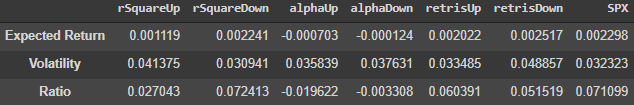 rSquareUp rSquareDown alphaUp alphaDown retrisUp retrisDown SPX
Expected Return 0.001119 0.002241 -0.000703 -0.000124 0.002022 0.002517 0.002298
Volatility 0.041375 0.030941 0.035839 0.037631 0.033485 0.048857 0.032323
Ratio 0.027043 0.072413 -0.019622 -0.003308 0.060391 0.051519 0.071099